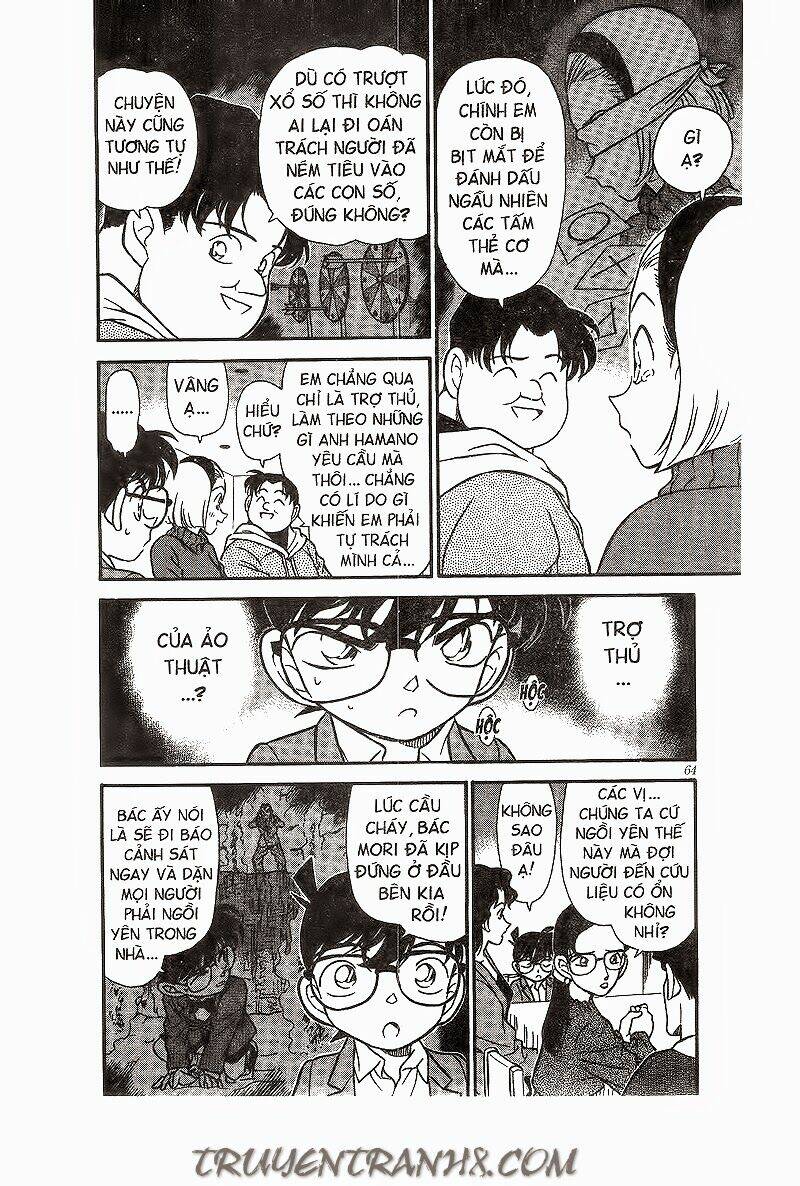 GÌ
Ạ?
LÚC ĐÓ,
CHÍNH EM
CÒN BỊ
BỊT MẮT ĐỂ
ĐÁNH DẤU
NGẪU NHIÊN
CÁC TẤM
THẺ CƠ
MÀ...
DÙ CÓ TRƯỢT
XỔ SỐ THÌ KHÔNG
AI LẠI ĐI OÁN
TRÁCH NGƯỜI ĐÃ
NÉM TIÊU VÀO
CÁC CON SỐ,
ĐÚNG KHÔNG?
CHUYỆN
NÀY CŨNG
TƯƠNG TỰ
NHƯ THẾ!
EM CHẲNG QUA
CHỈ LÀ TRỢ THỦ,
LÀM THEO NHỮNG
GÌ ANH HAMANO
YÊU CẦU MÀ
THÔI... CHẲNG
CÓ LÍ DO GÌ
KHIẾN EM PHẢI
TỰ TRÁCH
MÌNH CẢ...
HIỂU
CHỨ?
VÂNG
Ạ...
.....
TRỢ
THỦ
...
CỦA ẢO
THUẬT
...?
HỘC
HỘC
64
CÁC VỊ...
CHÚNG TA CỨ
NGỒI YÊN THẾ
NÀY MÀ ĐỢI
NGƯỜI ĐẾN CỨU
LIỆU CÓ ỔN
KHÔNG
NHỈ?
KHÔNG
SAO ĐÂU
Ạ!
LÚC CẦU
CHÁY, BÁC
MORI ĐÃ KỊP
ĐỨNG Ở ĐẦU
BÊN KIA
RỒI!
BÁC ẤY NÓI
LÀ SẼ ĐI BÁO
CẢNH SÁT
NGAY VÀ DẶN
MỌI NGƯỜI
PHẢI NGỒI
YÊN TRONG
NHÀ...
TRUYENTRANH8.COM